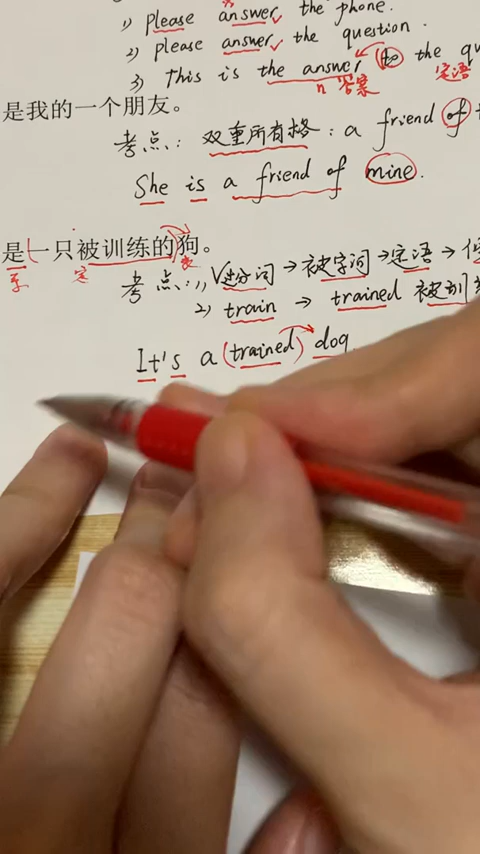 1) please answer the phone.
2) please answer the question.
3) This is the answer to the qu
n 答案 定语
是我的一个朋友。
考点: 双重所有格: a friend of
She is a friend of mine.
是一只被训练的狗。
系 定
考点: 1) V过分词 → 被字词 → 定语 →
2) train → trained 被训
It's a (trained) dog